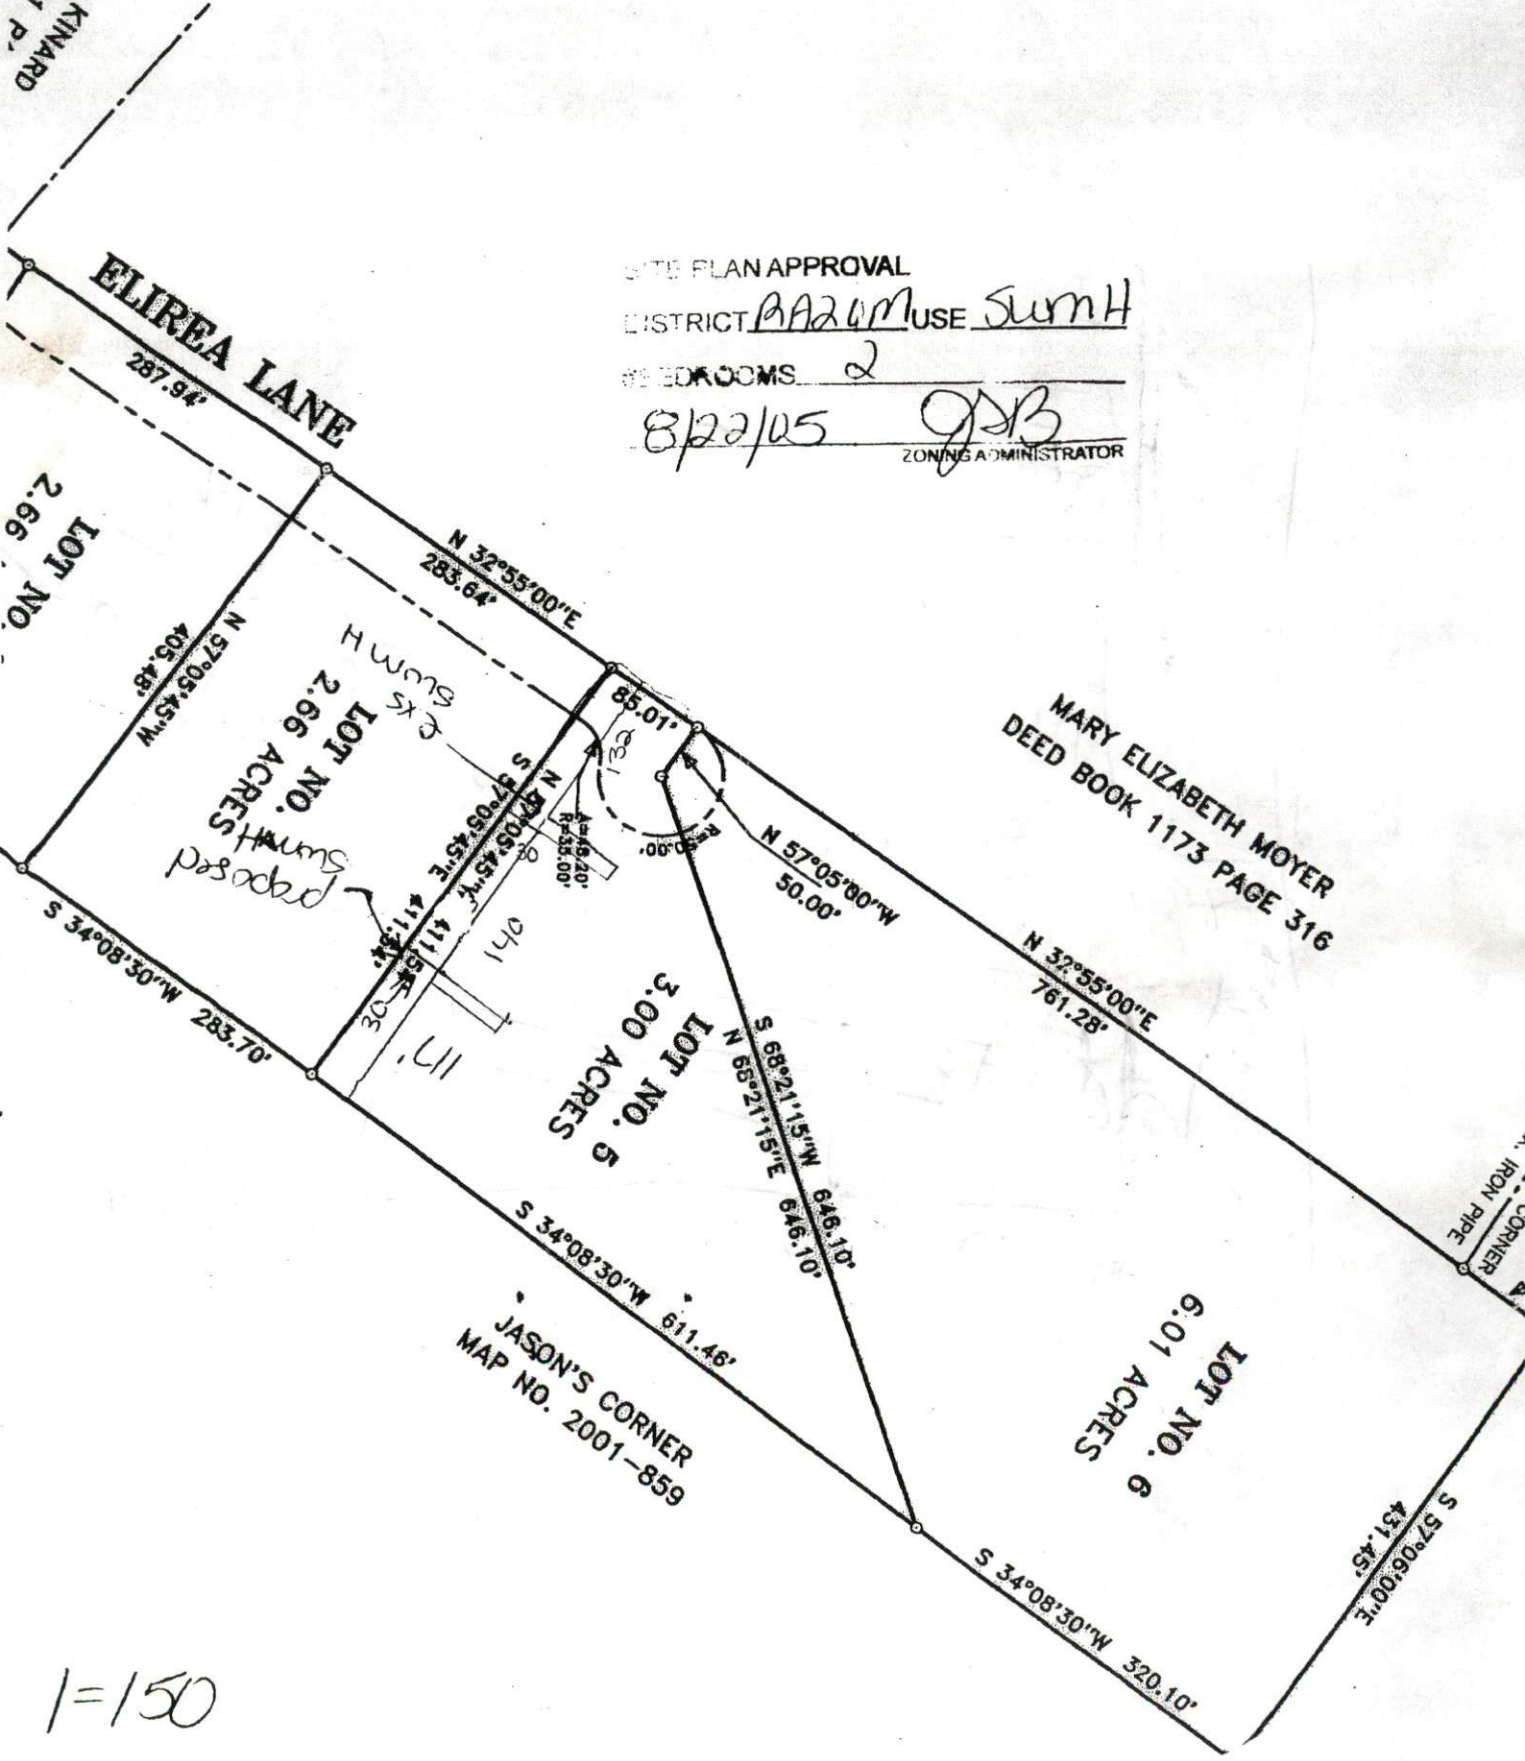 KINARD
ELIREA LANE
287.94'
SITE PLAN APPROVAL
DISTRICT RA20M USE SWMH
BEDROOMS 2
8/22/05 JSB
ZONING ADMINISTRATOR
LOT NO.
2.66
N 32°55'00"E
283.64'
N 57°05'45"W
405.48'
exs
SWMH
LOT NO.
2.66 ACRES
proposed
SWMH
S 34°08'30"W 283.70'
85.01'
132
N 57°05'45"W 411.54'
S 57°05'45"E 411.54'
A=48.20'
R=35.00'
30
140
30
117'
N 57°05'00"W
50.00'
MARY ELIZABETH MOYER
DEED BOOK 1173 PAGE 316
N 32°55'00"E
761.28'
LOT NO. 5
3.00 ACRES
S 68°21'15"W 646.10'
N 68°21'15"E 646.10'
S 34°08'30"W 611.46'
JASON'S CORNER
MAP NO. 2001-859
CORNER
IRON PIPE
LOT NO. 6
6.01 ACRES
S 57°06'00"E
431.45'
S 34°08'30"W 320.10'
1=150